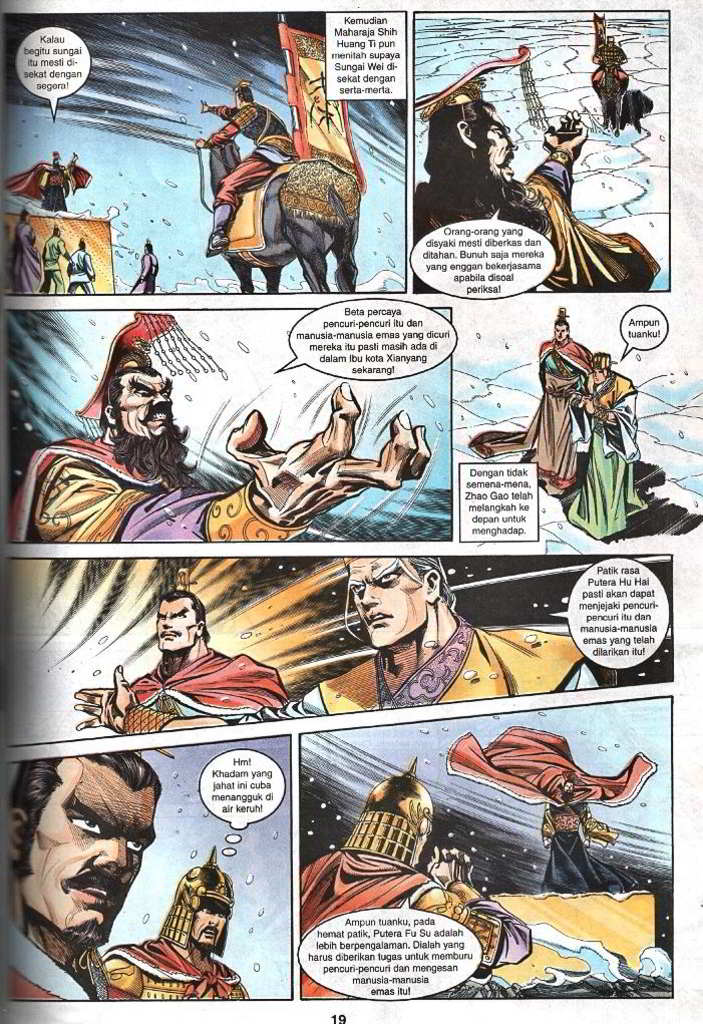 Kalau
begitu sungai
itu mesti di-
sekat dengan
segera!
Kemudian
Maharaja Shih
Huang Ti pun
menitah supaya
Sungai Wei di-
sekat dengan
serta-merta.
Orang-orang yang
disyaki mesti diberkas dan
ditahan. Bunuh saja mereka
yang enggan bekerjasama
apabila disoal
periksa!
Beta percaya
pencuri-pencuri itu dan
manusia-manusia emas yang dicuri
mereka itu pasti masih ada di
dalam Ibu kota Xianyang
sekarang!
Ampun
tuanku!
Dengan tidak
semena-mena,
Zhao Gao telah
melangkah ke
depan untuk
menghadap.
Patik rasa
Putera Hu Hai
pasti akan dapat
menjejaki pencuri-
pencuri itu dan
manusia-manusia
emas yang telah
dilarikan itu!
Hm!
Khadam yang
jahat ini cuba
menangguk di
air keruh!
Ampun tuanku, pada
hemat patik, Putera Fu Su adalah
lebih berpengalaman. Dialah yang
harus diberikan tugas untuk memburu
pencuri-pencuri dan mengesan
manusia-manusia
emas itu!
19